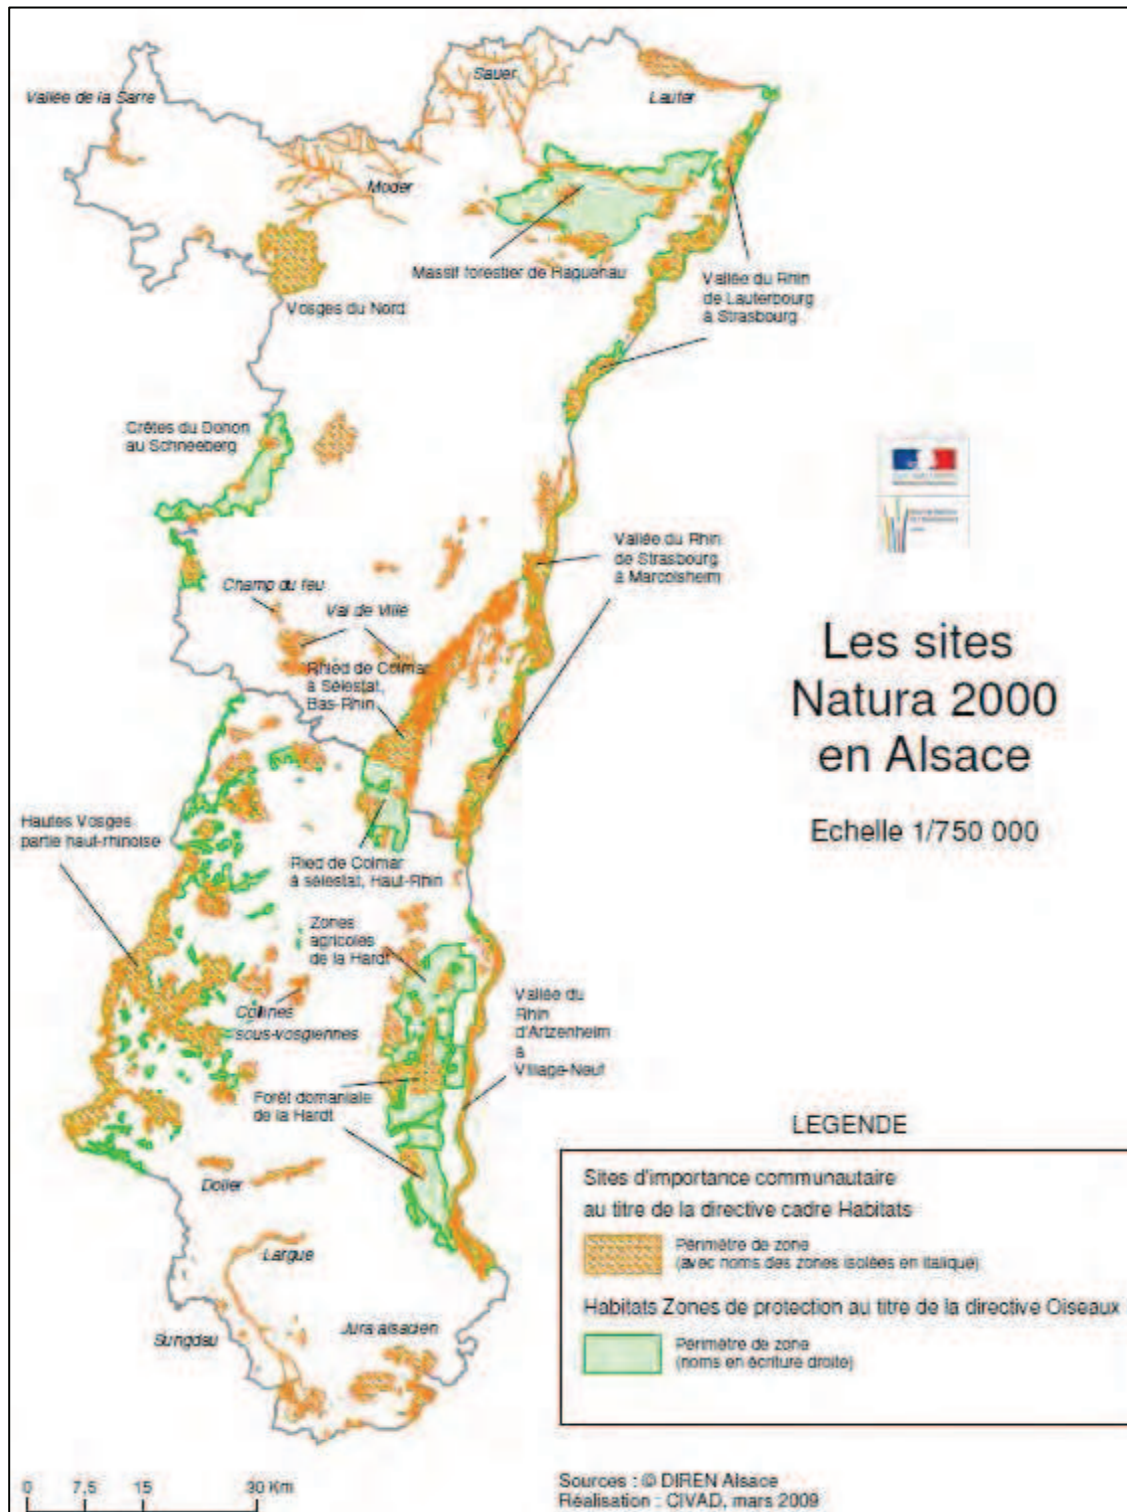 Vallée de la Sarre
Sauer
Lauter
Moder
Massif forestier de Haguenau
Vosges du Nord
Vallée du Rhin
de Lauterbourg
à Strasbourg
Crêtes du Donon
au Schneeberg
Vallée du Rhin
de Strasbourg
à Marcolsheim
Champ du feu
Val de Ville
Rhied de Colmar
à Sélestat,
Bas-Rhin
Les sites
Natura 2000
en Alsace
Echelle 1/750 000
Hautes Vosges
partie haut-rhinoise
Ried de Colmar
à sélestat, Haut-Rhin
Zones
agricoles
de la Hardt
Collines
sous-vosgiennes
Vallée du
Rhin
d'Artzenheim
à
Village-Neuf
Forêt domaniale
de la Hardt
Doller
Largue
Sungdau
Jura alsacien
LEGENDE
Sites d'importance communautaire
au titre de la directive cadre Habitats
Périmètre de zone
(avec noms des zones isolées en italique)
Habitats Zones de protection au titre de la directive Oiseaux
Périmètre de zone
(noms en écriture droite)
0 7,5 15 30 Km
Sources : © DIREN Alsace
Réalisation : CIVAD, mars 2009